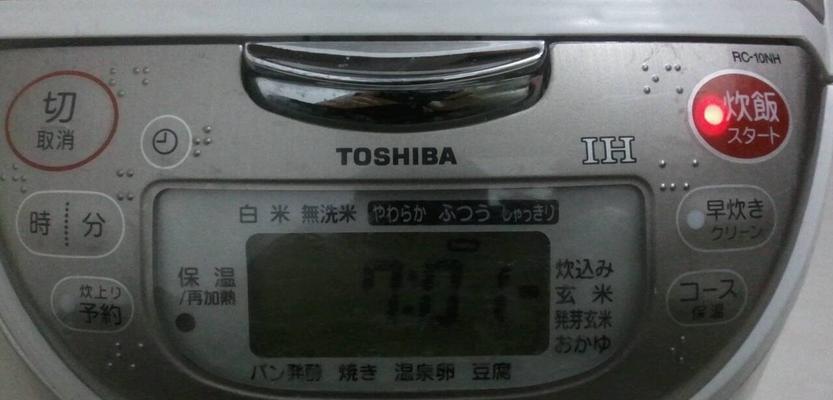 RC-10NH
切
取消
炊飯
スタート
TOSHIBA
IH
時 分
白米 無洗米 やわらか ふつう しゃっきり
早炊き
クリーン
保温
/再加熱
炊込み
玄米
発芽玄米
おかゆ
炊上り
予約
コース
保温
パン発酵 焼き 温泉卵 豆腐